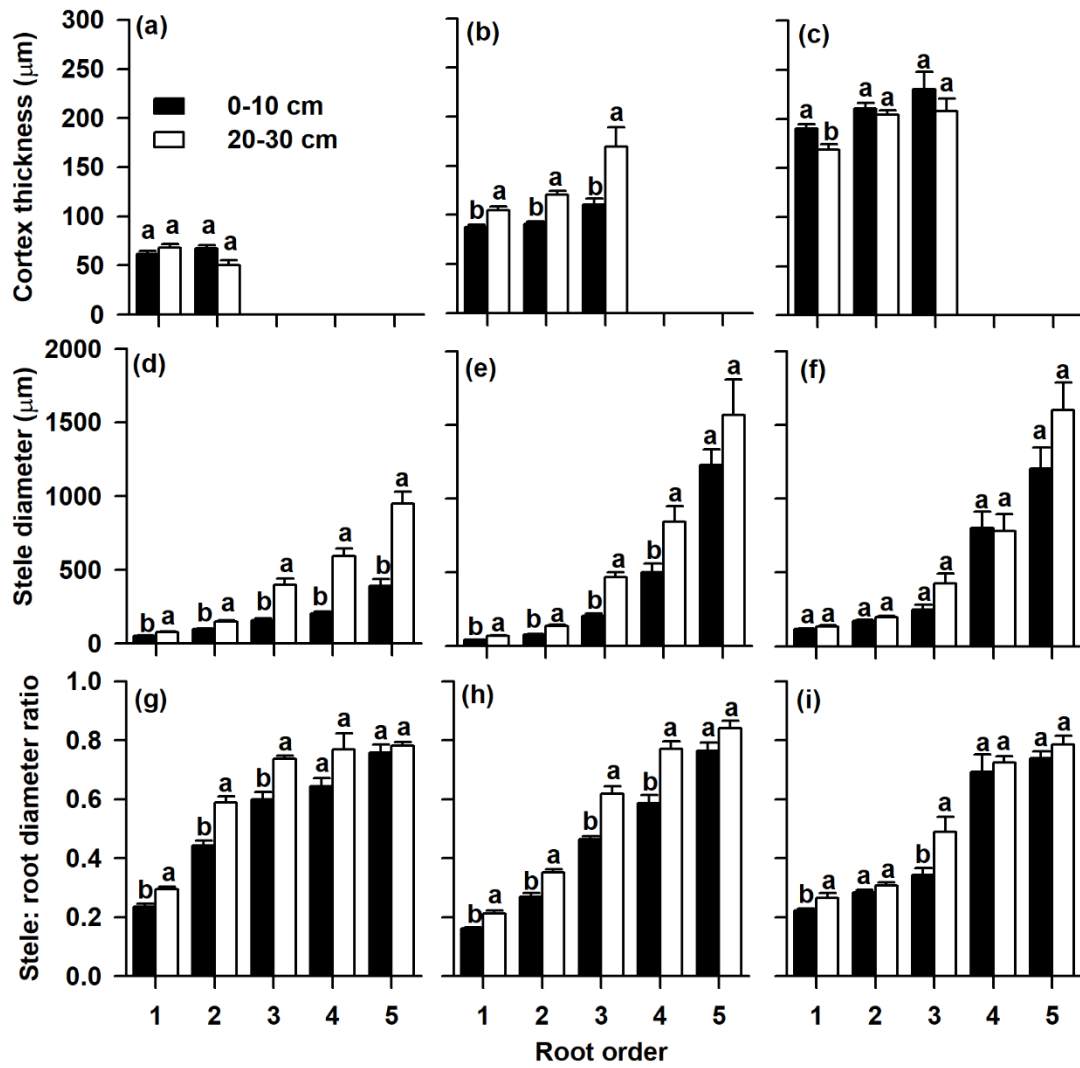 Cortex thickness (μm)
300
250
200
150
100
50
0
(a)
0-10 cm
20-30 cm
a a a a
(b)
b a b a b a
(c)
a b a a a a
Stele diameter (μm)
2000
1500
1000
500
0
(d)
b a b a b a b a b a
(e)
b a b a b a b a a a
(f)
a a a a a a a a a a
Stele: root diameter ratio
1.0
0.8
0.6
0.4
0.2
0.0
(g)
b a b a b a a a a a
(h)
b a b a b a b a a a
(i)
b a a a b a a a a a
1 2 3 4 5
1 2 3 4 5
1 2 3 4 5
Root order